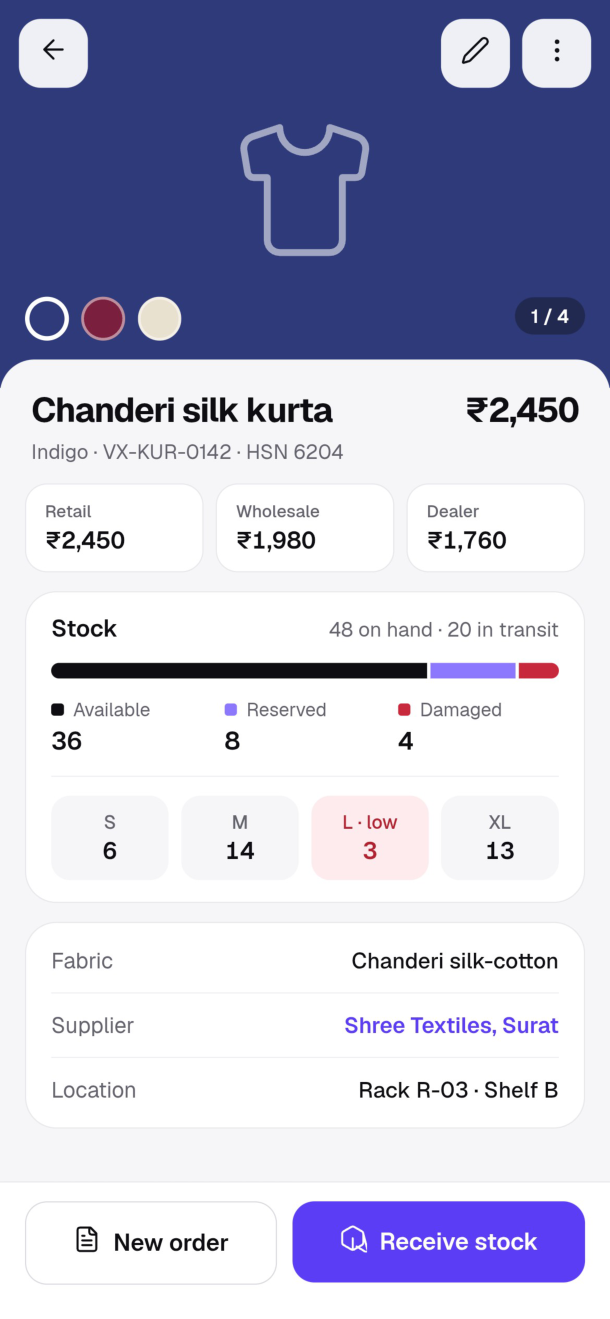 1 / 4
Chanderi silk kurta ₹2,450
Indigo · VX-KUR-0142 · HSN 6204
Retail Wholesale Dealer
₹2,450 ₹1,980 ₹1,760
Stock 48 on hand · 20 in transit
Available Reserved Damaged
36 8 4
S M L · low XL
6 14 3 13
Fabric Chanderi silk-cotton
Supplier Shree Textiles, Surat
Location Rack R-03 · Shelf B
New order Receive stock